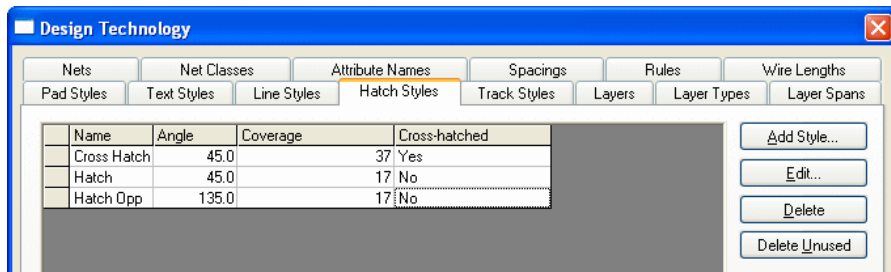 Design Technology
Nets Net Classes Attribute Names Spacings Rules Wire Lengths
Pad Styles Text Styles Line Styles Hatch Styles Track Styles Layers Layer Types Layer Spans
Name Angle Coverage Cross-hatched
Cross Hatch 45.0 37 Yes
Hatch 45.0 17 No
Hatch Opp 135.0 17 No
Add Style...
Edit...
Delete
Delete Unused